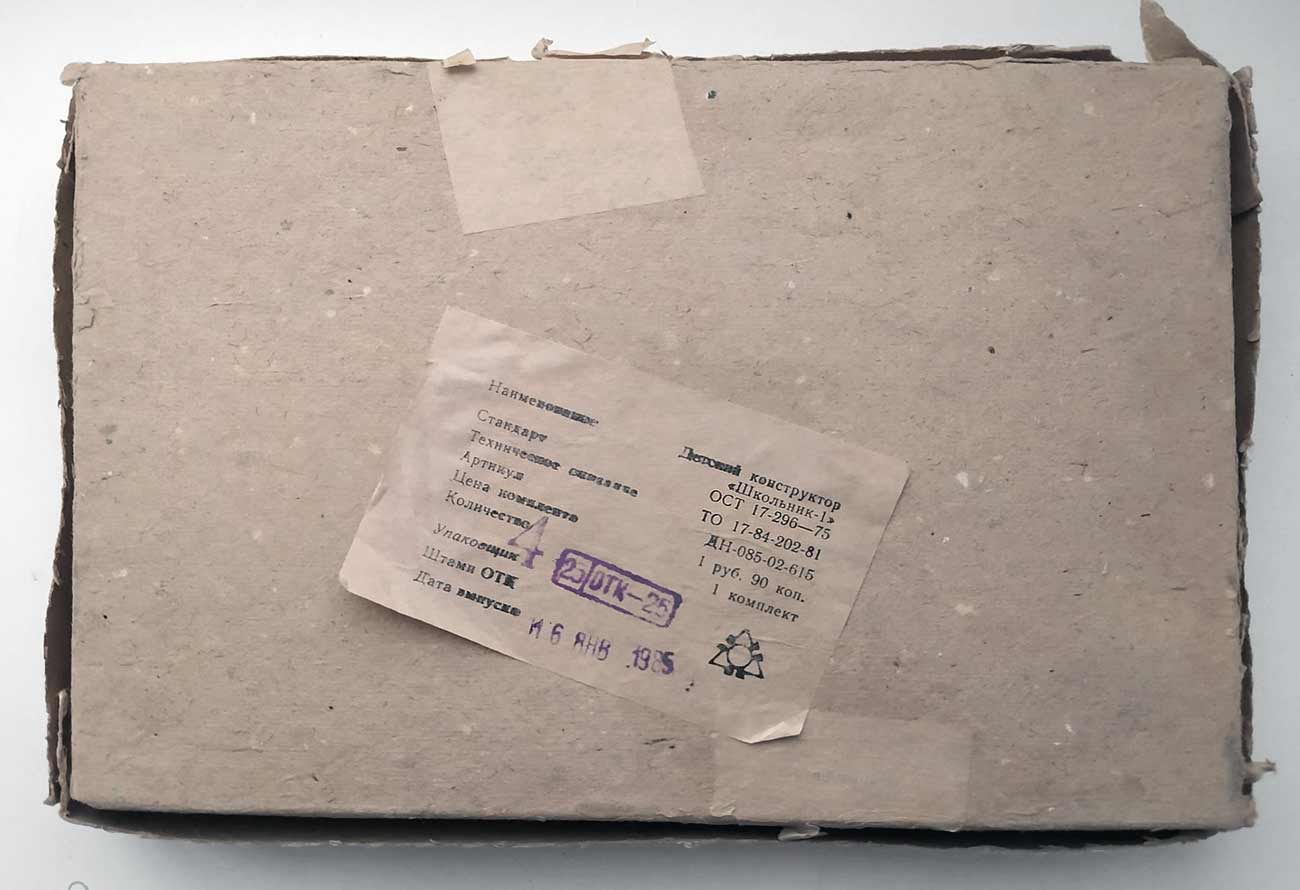 Наименование
Стандарт
Техническое описание
Артикул
Цена комплекта
Количество
Упаковщик 4
Штамп ОТК 25 ОТК—25
Дата выпуска 16 ЯНВ .1985
Детский конструктор
«Школьник-1»
ОСТ 17-296—75
ТО 17-84-202-81
ДН-085-02-615
1 руб. 90 коп.
1 комплект